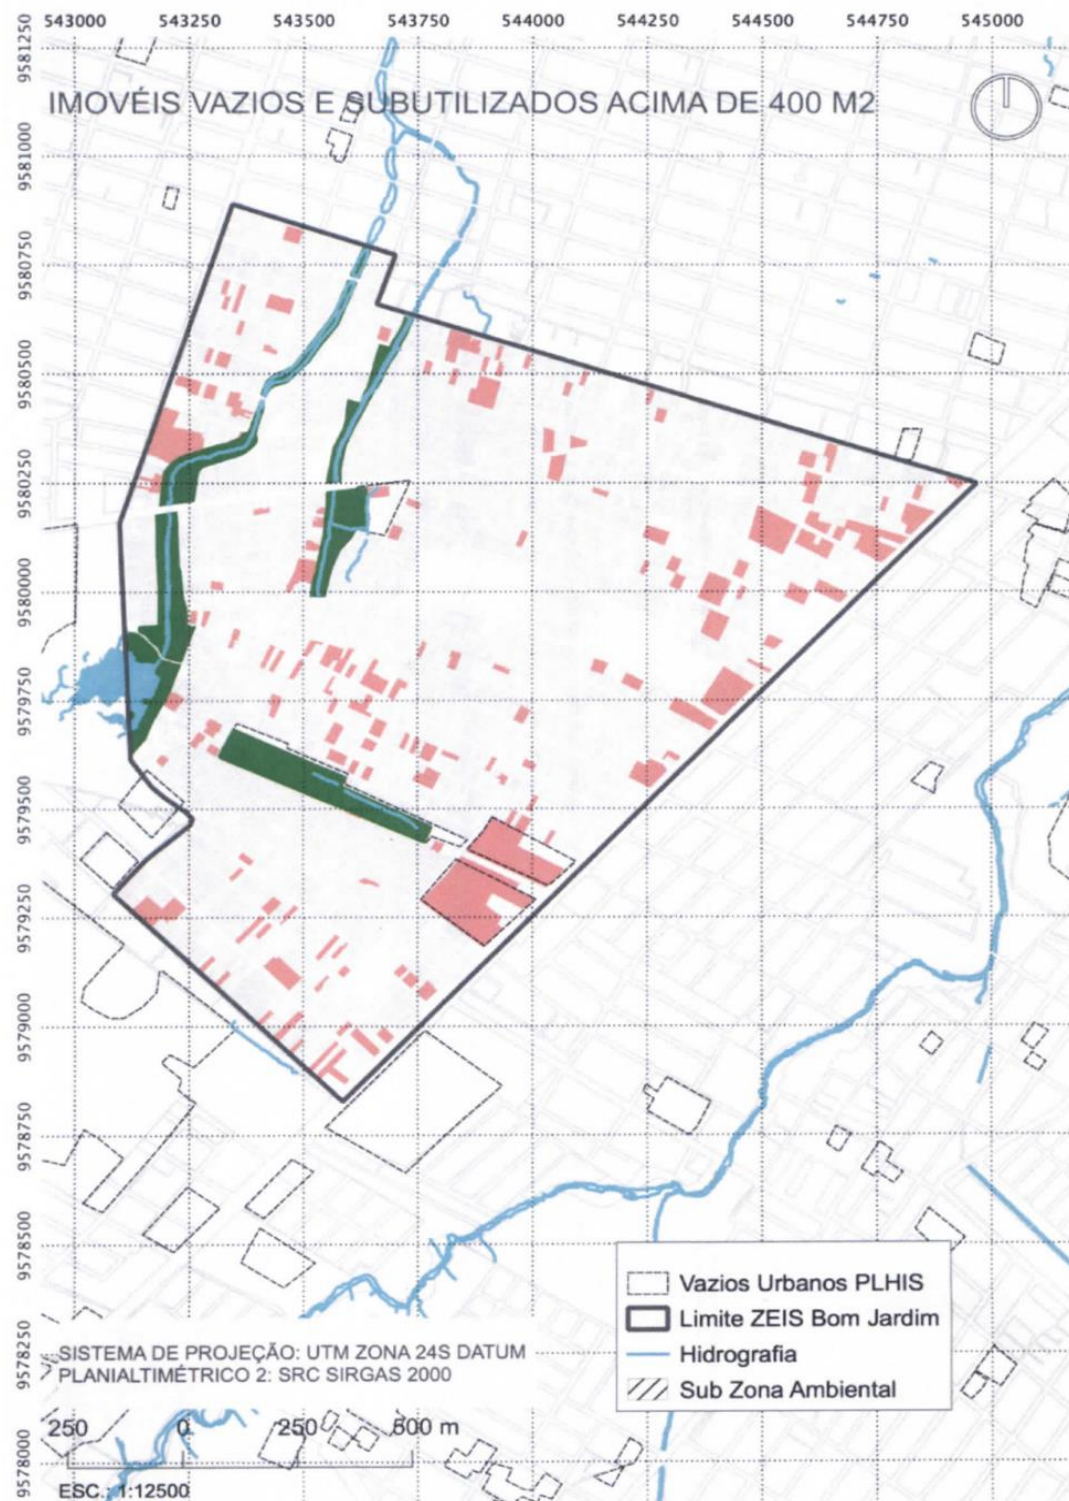 543000 543250 543500 543750 544000 544250 544500 544750 545000
9581250
IMOVÉIS VAZIOS E SUBUTILIZADOS ACIMA DE 400 M2
9581000
9580750
9580500
9580250
9580000
9579750
9579500
9579250
9579000
9578750
9578500
9578250
9578000
Vazios Urbanos PLHIS
Limite ZEIS Bom Jardim
Hidrografia
Sub Zona Ambiental
SISTEMA DE PROJEÇÃO: UTM ZONA 24S DATUM
PLANIALTIMÉTRICO 2: SRC SIRGAS 2000
250 0 250 500 m
ESC.: 1:12500